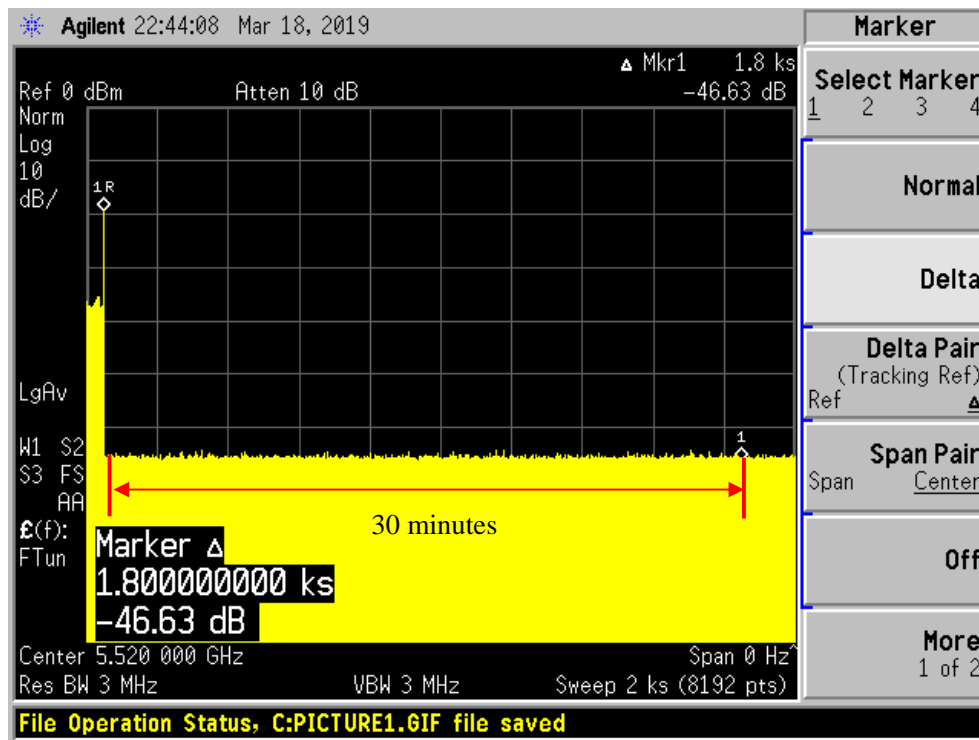 Agilent 22:44:08 Mar 18, 2019
Marker
Δ Mkr1 1.8 ks
Ref 0 dBm Atten 10 dB -46.63 dB
Norm
Log
10
dB/
1R
LgAv
1
W1 S2
S3 FS
AA
£(f):
FTun
30 minutes
Marker Δ
1.800000000 ks
-46.63 dB
Center 5.520 000 GHz Span 0 Hz^
Res BW 3 MHz VBW 3 MHz Sweep 2 ks (8192 pts)
File Operation Status, C:PICTURE1.GIF file saved
Select Marker
1 2 3 4
Normal
Delta
Delta Pair
(Tracking Ref)
Ref Δ
Span Pair
Span Center
Off
More
1 of 2